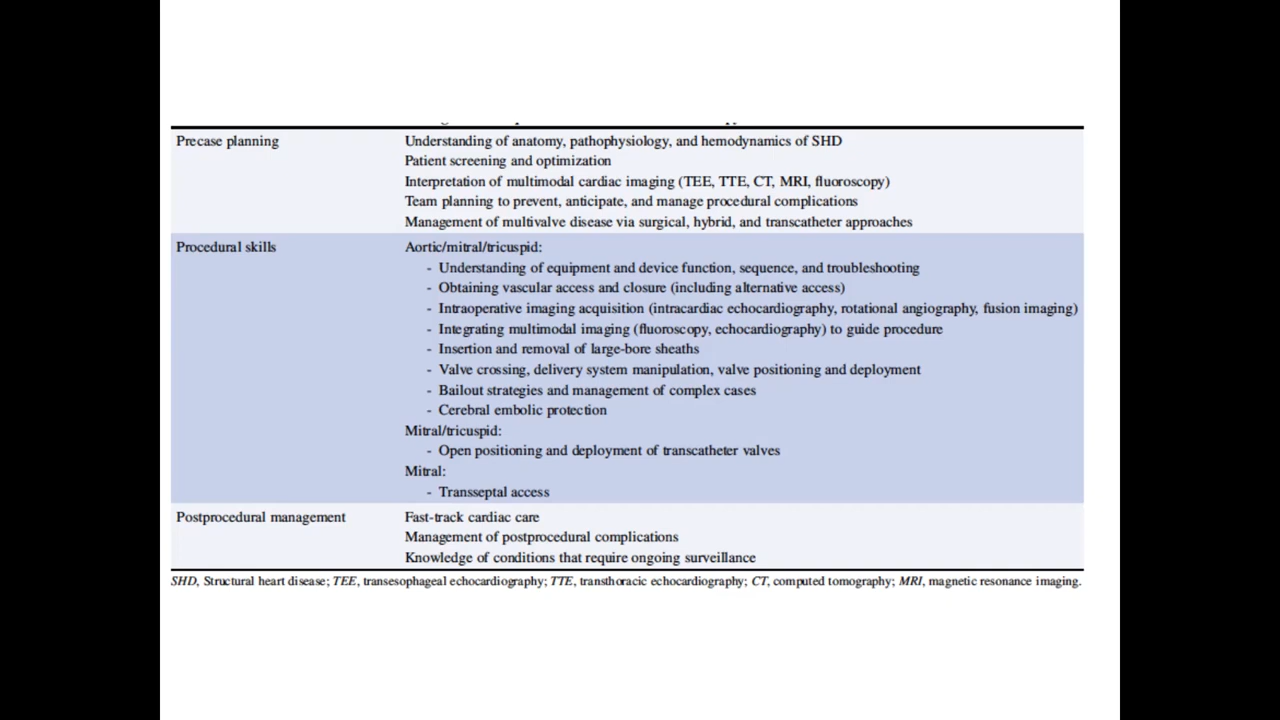 Precase planning Understanding of anatomy, pathophysiology, and hemodynamics of SHD
Patient screening and optimization
Interpretation of multimodal cardiac imaging (TEE, TTE, CT, MRI, fluoroscopy)
Team planning to prevent, anticipate, and manage procedural complications
Management of multivalve disease via surgical, hybrid, and transcatheter approaches
Procedural skills Aortic/mitral/tricuspid:
- Understanding of equipment and device function, sequence, and troubleshooting
- Obtaining vascular access and closure (including alternative access)
- Intraoperative imaging acquisition (intracardiac echocardiography, rotational angiography, fusion imaging)
- Integrating multimodal imaging (fluoroscopy, echocardiography) to guide procedure
- Insertion and removal of large-bore sheaths
- Valve crossing, delivery system manipulation, valve positioning and deployment
- Bailout strategies and management of complex cases
- Cerebral embolic protection
Mitral/tricuspid:
- Open positioning and deployment of transcatheter valves
Mitral:
- Transseptal access
Postprocedural management Fast-track cardiac care
Management of postprocedural complications
Knowledge of conditions that require ongoing surveillance
SHD, Structural heart disease; TEE, transesophageal echocardiography; TTE, transthoracic echocardiography; CT, computed tomography; MRI, magnetic resonance imaging.